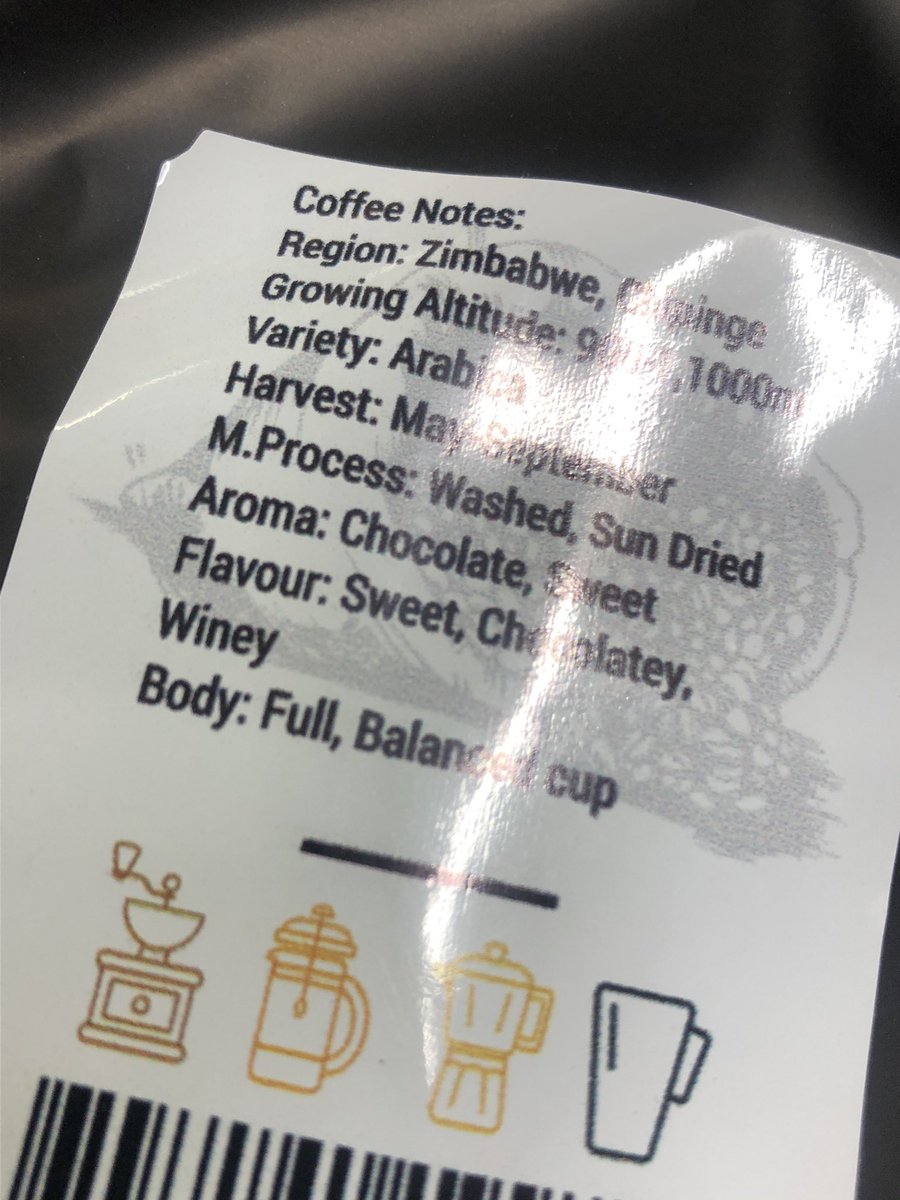 Coffee Notes:
Region: Zimbabwe,
Growing Altitude: 1000m
Variety: Arabica
Harvest: May September
M.Process: Washed, Sun Dried
Aroma: Chocolate, Sweet
Flavour: Sweet, Chocolatey,
Winey
Body: Full, Balanced cup